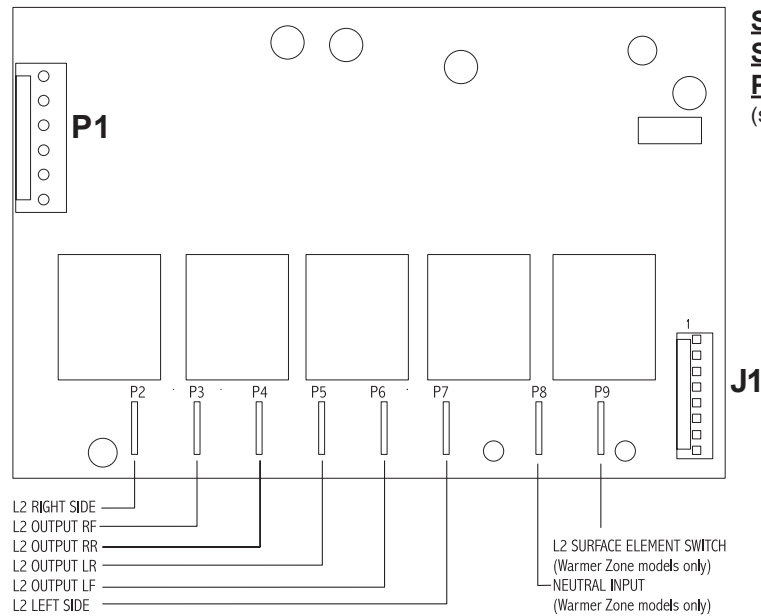 S
S
P
(s
P1
1
J1
P2 P3 P4 P5 P6 P7 P8 P9
L2 RIGHT SIDE
L2 OUTPUT RF
L2 OUTPUT RR
L2 OUTPUT LR
L2 OUTPUT LF
L2 LEFT SIDE
L2 SURFACE ELEMENT SWITCH
(Warmer Zone models only)
NEUTRAL INPUT
(Warmer Zone models only)